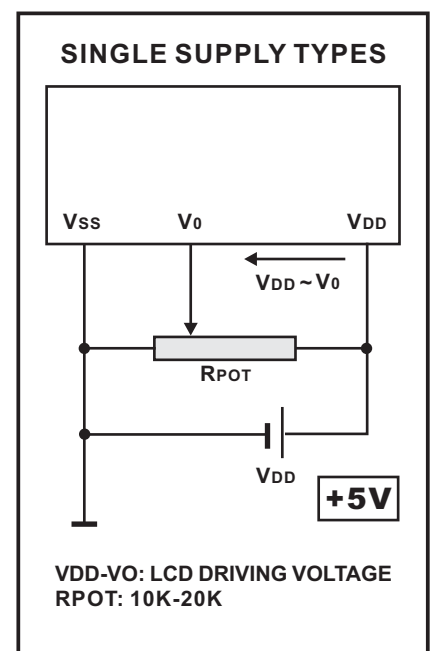 SINGLE SUPPLY TYPES
VSS V0 VDD
VDD ~ V0
RPOT
VDD
+5V
VDD-VO: LCD DRIVING VOLTAGE
RPOT: 10K-20K